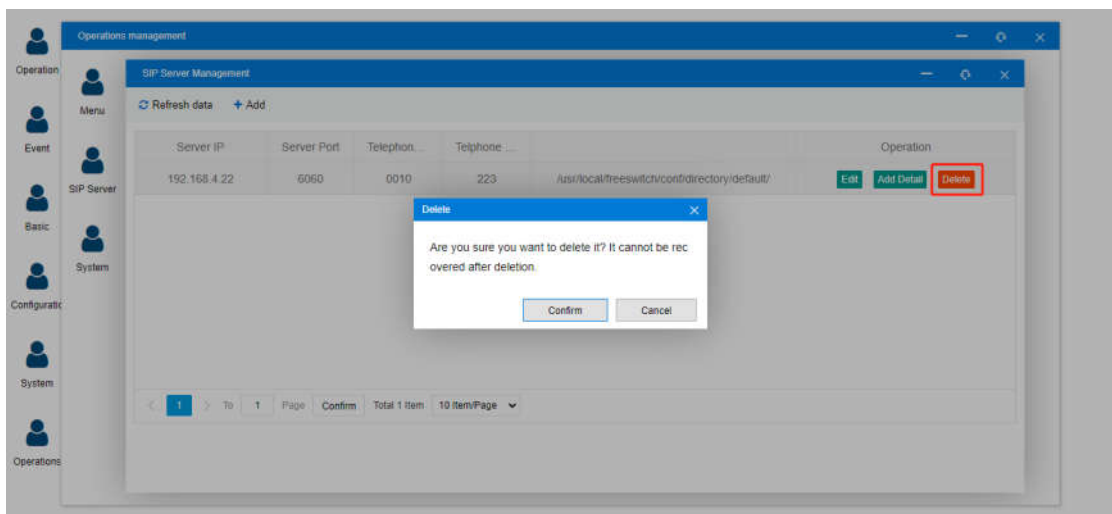 Operations management
Operation
Event
Basic
Configuratic
System
Operations
Menu
SIP Server
System
SIP Server Management
Refresh data + Add
Server IP Server Port Telephon... Telphone ... Operation
192.168.4.22 6060 0010 223 /usr/local/freeswitch/conf/directory/default/ Edit Add Detail Delete
Delete
Are you sure you want to delete it? It cannot be rec
overed after deletion.
Confirm Cancel
< 1 > To 1 Page Confirm Total 1 Item 10 Item/Page